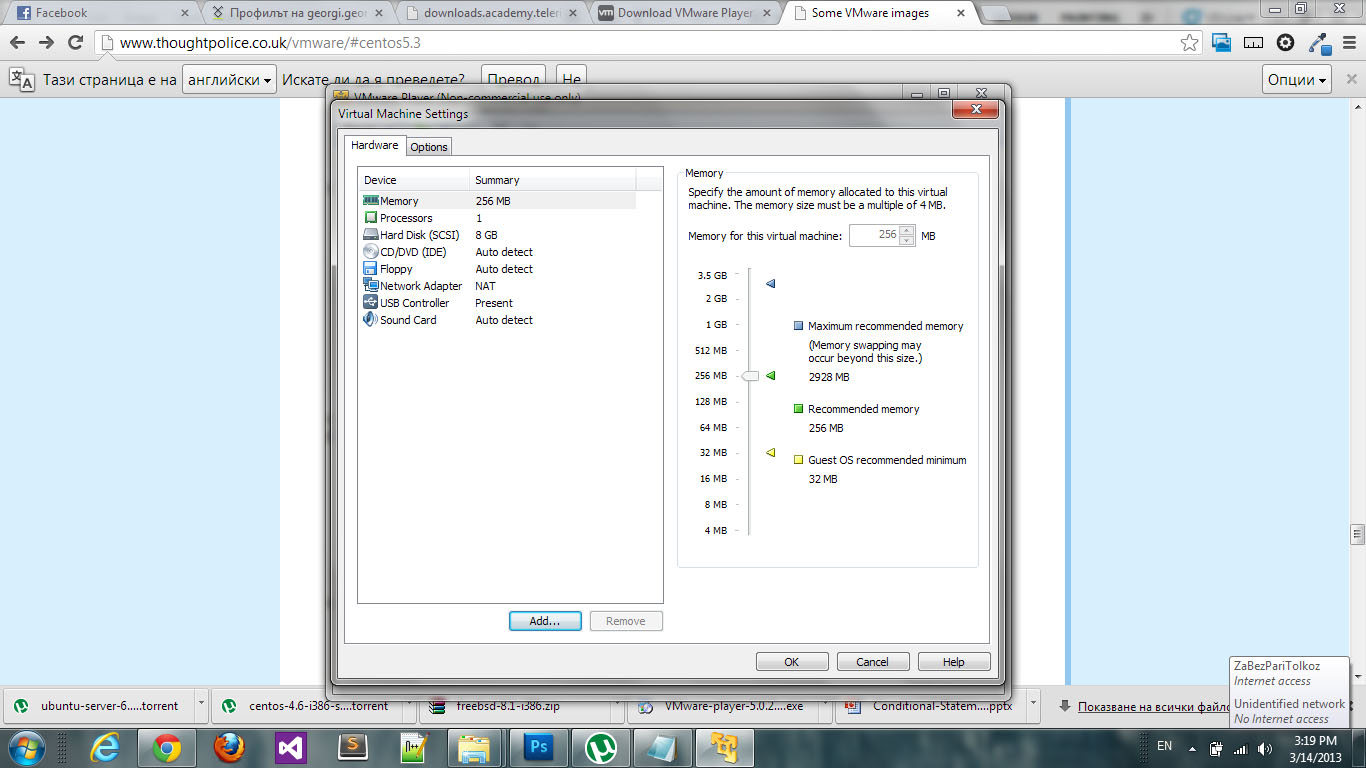 Facebook
Профилът на georgi.geor
downloads.academy.teler
Download VMware Player
Some VMware images
www.thoughtpolice.co.uk/vmware/#centos5.3
Тази страница е на английски Искате ли да я преведете? Превод Не Опции
VMware Player (Non-commercial use only)
Virtual Machine Settings
Hardware Options
Device Summary
Memory 256 MB
Processors 1
Hard Disk (SCSI) 8 GB
CD/DVD (IDE) Auto detect
Floppy Auto detect
Network Adapter NAT
USB Controller Present
Sound Card Auto detect
Add... Remove
Memory
Specify the amount of memory allocated to this virtual
machine. The memory size must be a multiple of 4 MB.
Memory for this virtual machine: 256 MB
3.5 GB
2 GB
1 GB
512 MB
256 MB
128 MB
64 MB
32 MB
16 MB
8 MB
4 MB
Maximum recommended memory
(Memory swapping may
occur beyond this size.)
2928 MB
Recommended memory
256 MB
Guest OS recommended minimum
32 MB
OK Cancel Help
ZaBezPariTolkoz
Internet access
Unidentified network
No Internet access
ubuntu-server-6.....torrent
centos-4.6-i386-s....torrent
freebsd-8.1-i386.zip
VMware-player-5.0.2....exe
Conditional-Statem....pptx
Показване на всички файло
Ps
EN
3:19 PM
3/14/2013